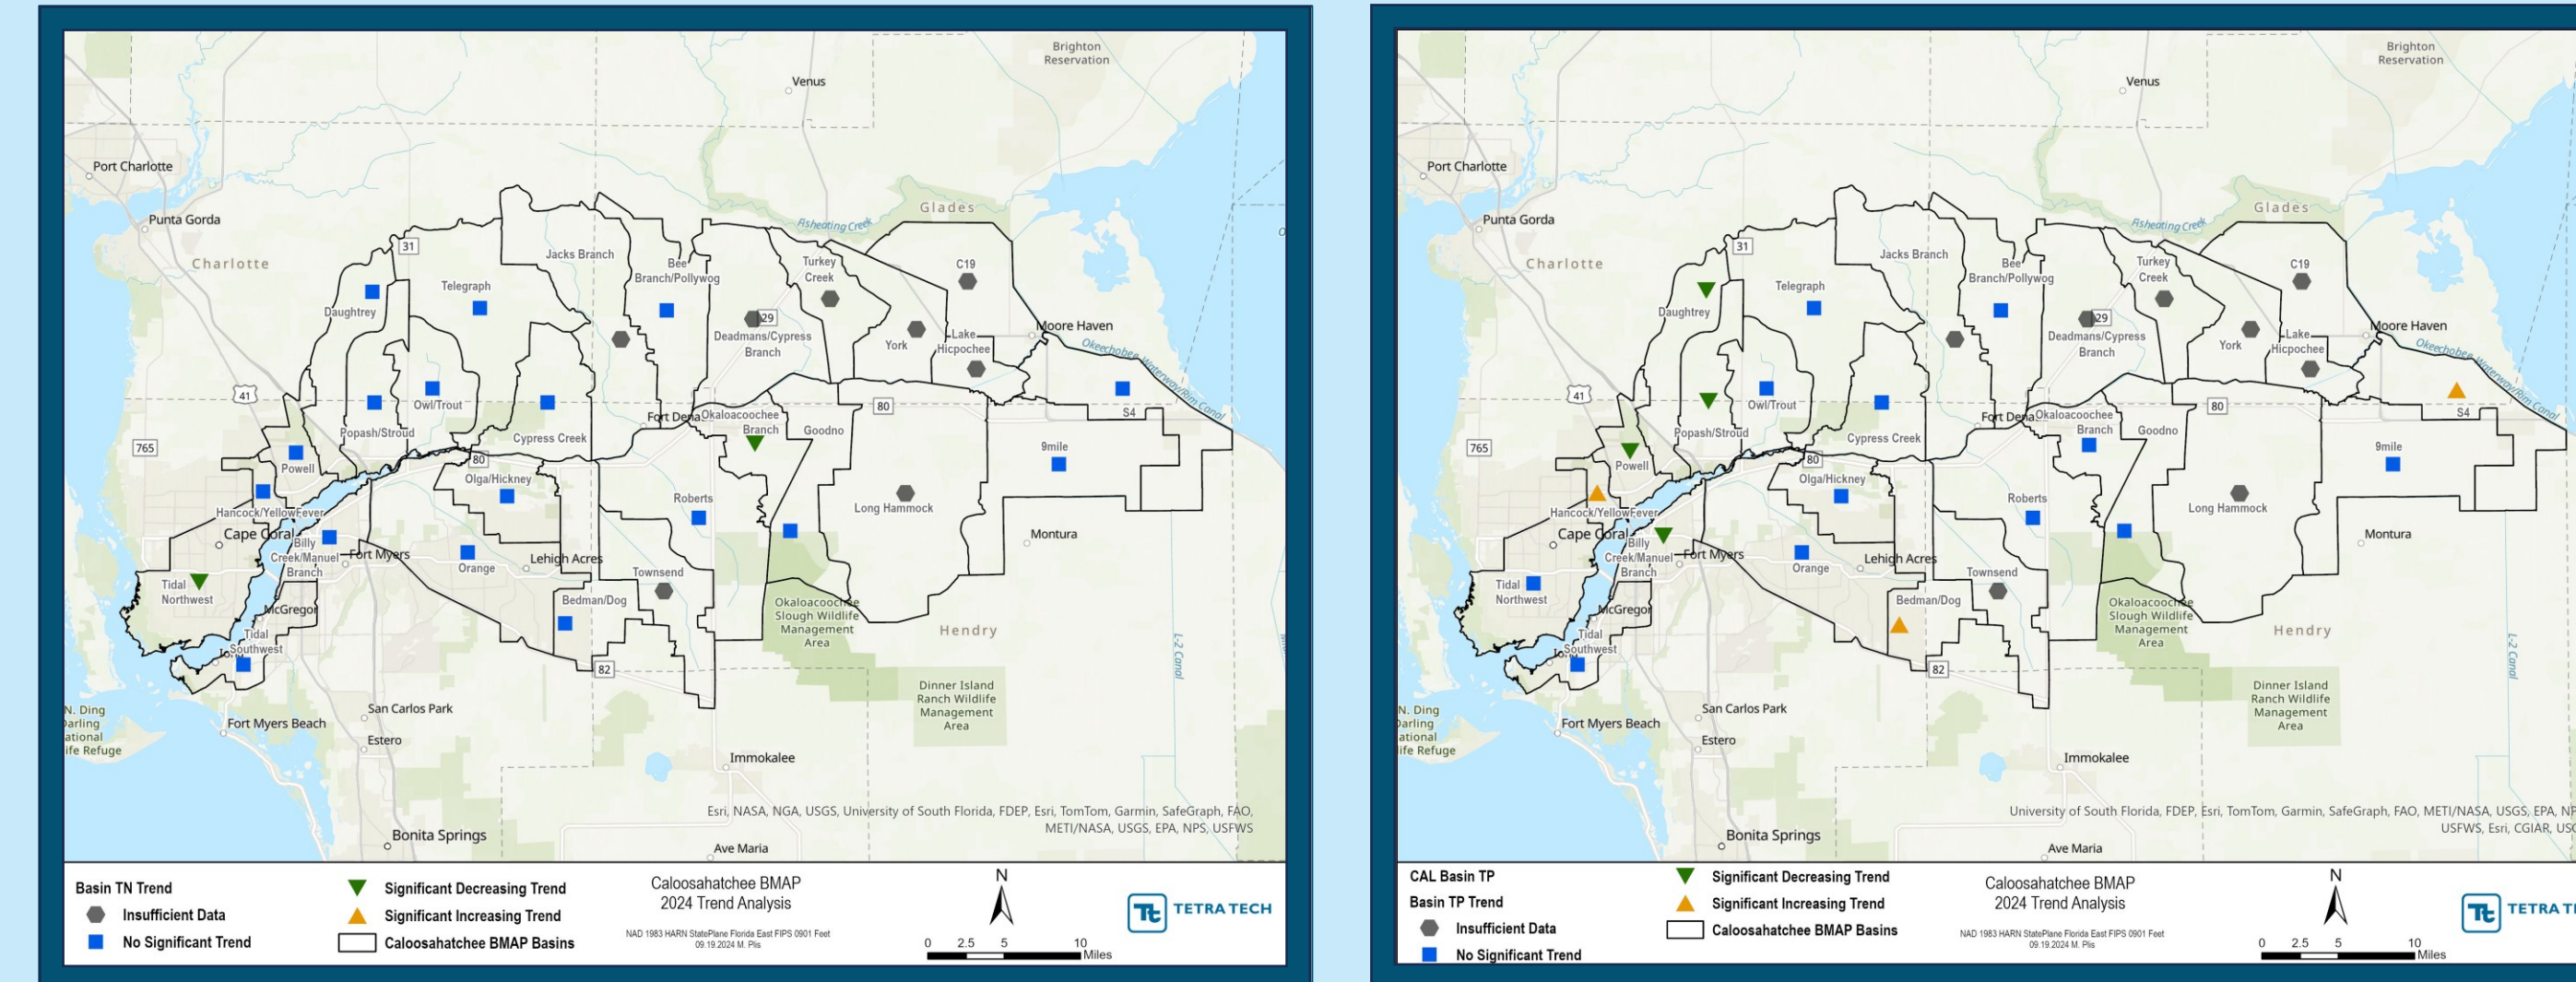 Brighton
Reservation
Venus
Port Charlotte
Punta Gorda
Glades
Fisheating Creek
Charlotte
31
Jacks Branch
Bee
Branch/Pollywog
Turkey
Creek
C19
Telegraph
Daughtrey
29
Deadmans/Cypress
Branch
York
Lake
Hicpochee
Moore Haven
Okeechobee Waterway/Rim Canal
41
Owl/Trout
80
S4
Fort Dena
Okaloacoochee
Branch
Goodno
Popash/Stroud
Cypress Creek
765
9mile
Powell
80
Olga/Hickney
Roberts
Long Hammock
Hancock/YellowFever
Cape Coral
Billy
Creek/Manuel
Branch
Fort Myers
Montura
Orange
Lehigh Acres
Townsend
Tidal
Northwest
Bedman/Dog
McGregor
Okaloacoochee
Slough Wildlife
Management
Area
Hendry
Tidal
Southwest
L-2 Canal
82
Dinner Island
Ranch Wildlife
Management
Area
N. Ding
Darling
ational
ife Refuge
San Carlos Park
Fort Myers Beach
Estero
Immokalee
Esri, NASA, NGA, USGS, University of South Florida, FDEP, Esri, TomTom, Garmin, SafeGraph, FAO,
METI/NASA, USGS, EPA, NPS, USFWS
Bonita Springs
Ave Maria
Basin TN Trend
Insufficient Data
No Significant Trend
Significant Decreasing Trend
Significant Increasing Trend
Caloosahatchee BMAP Basins
Caloosahatchee BMAP
2024 Trend Analysis
NAD 1983 HARN StatePlane Florida East FIPS 0901 Feet
09.19.2024 M. Plis
N
0 2.5 5 10
Miles
Tt TETRA TECH
Brighton
Reservation
Venus
Port Charlotte
Punta Gorda
Glades
Fisheating Creek
Charlotte
31
Jacks Branch
Bee
Branch/Pollywog
Turkey
Creek
C19
Telegraph
Daughtrey
29
Deadmans/Cypress
Branch
York
Lake
Hicpochee
Moore Haven
Okeechobee Waterway/Rim Canal
41
Owl/Trout
80
S4
Fort Dena
Okaloacoochee
Branch
Goodno
Popash/Stroud
Cypress Creek
765
9mile
Powell
80
Olga/Hickney
Roberts
Long Hammock
Hancock/YellowFever
Cape Coral
Billy
Creek/Manuel
Branch
Fort Myers
Montura
Orange
Lehigh Acres
Townsend
Tidal
Northwest
Bedman/Dog
McGregor
Okaloacoochee
Slough Wildlife
Management
Area
Hendry
Tidal
Southwest
L-2 Canal
82
Dinner Island
Ranch Wildlife
Management
Area
N. Ding
Darling
ational
life Refuge
San Carlos Park
Fort Myers Beach
Estero
Immokalee
University of South Florida, FDEP, Esri, TomTom, Garmin, SafeGraph, FAO, METI/NASA, USGS, EPA, NP
USFWS, Esri, CGIAR, USG
Bonita Springs
Ave Maria
CAL Basin TP
Basin TP Trend
Insufficient Data
No Significant Trend
Significant Decreasing Trend
Significant Increasing Trend
Caloosahatchee BMAP Basins
Caloosahatchee BMAP
2024 Trend Analysis
NAD 1983 HARN StatePlane Florida East FIPS 0901 Feet
09.19.2024 M. Plis
N
0 2.5 5 10
Miles
Tt TETRA TE